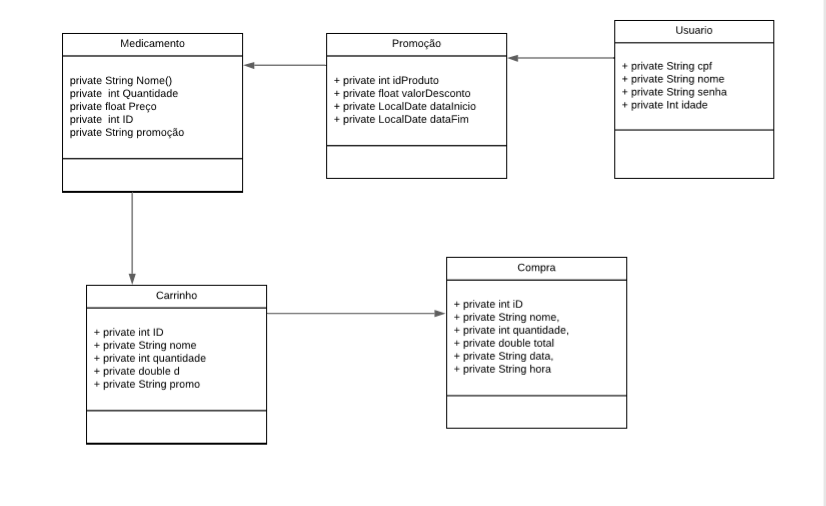 Medicamento
private String Nome()
private  int Quantidade
private float Preço
private  int ID
private String promoção
Promoção
+ private int idProduto
+ private float valorDesconto
+ private LocalDate dataInicio
+ private LocalDate dataFim
Usuario
+ private String cpf
+ private String nome
+ private String senha
+ private Int idade
Carrinho
+ private int ID
+ private String nome
+ private int quantidade
+ private double d
+ private String promo
Compra
+ private int iD
+ private String nome,
+ private int quantidade,
+ private double total
+ private String data,
+ private String hora